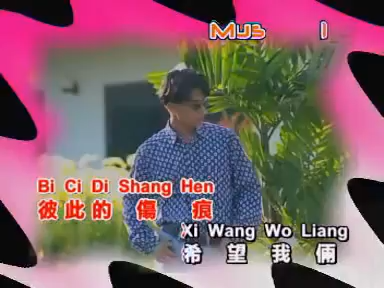 MUS 1
Bi Ci Di Shang Hen
彼此的 傷 痕
Xi Wang Wo Liang
希 望 我 倆